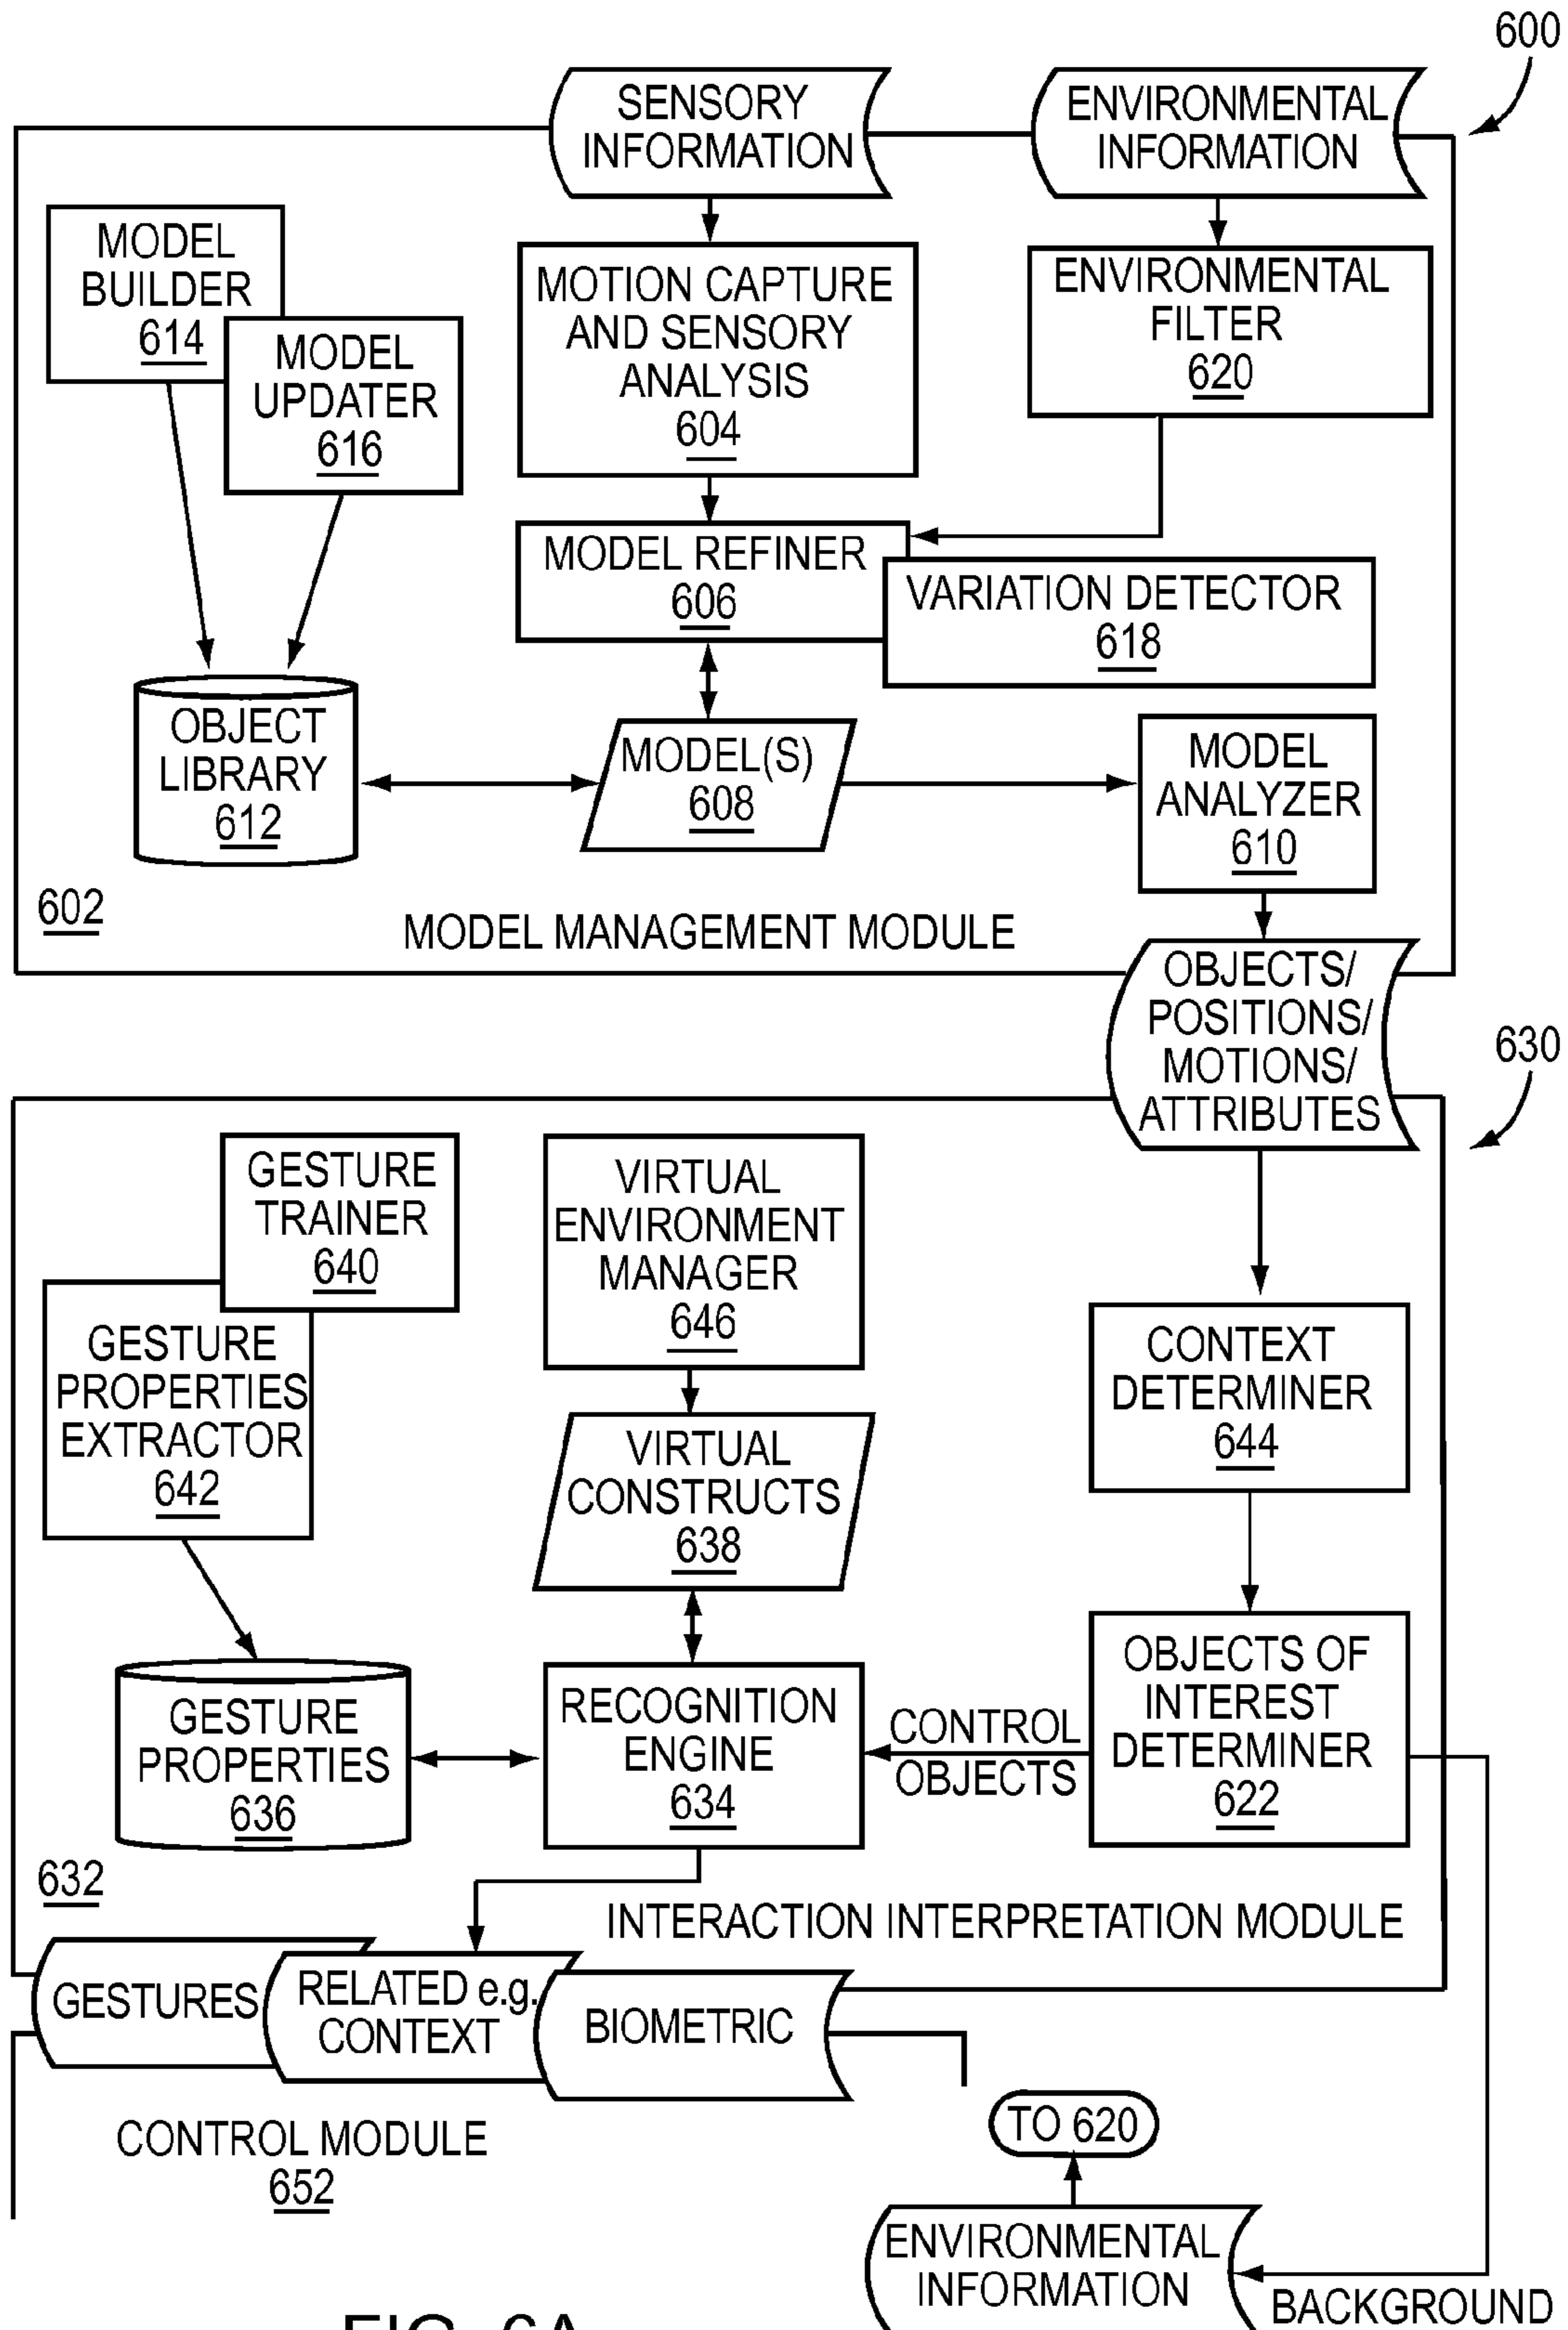 600
SENSORY
INFORMATION
ENVIRONMENTAL
INFORMATION
MODEL
BUILDER
614
MODEL
UPDATER
616
MOTION CAPTURE
AND SENSORY
ANALYSIS
604
ENVIRONMENTAL
FILTER
620
MODEL REFINER
606
VARIATION DETECTOR
618
OBJECT
LIBRARY
612
MODEL(S)
608
MODEL
ANALYZER
610
602
MODEL MANAGEMENT MODULE
OBJECTS/
POSITIONS/
MOTIONS/
ATTRIBUTES
630
GESTURE
TRAINER
640
GESTURE
PROPERTIES
EXTRACTOR
642
VIRTUAL
ENVIRONMENT
MANAGER
646
VIRTUAL
CONSTRUCTS
638
CONTEXT
DETERMINER
644
GESTURE
PROPERTIES
636
RECOGNITION
ENGINE
634
CONTROL
OBJECTS
OBJECTS OF
INTEREST
DETERMINER
622
632
INTERACTION INTERPRETATION MODULE
GESTURES
RELATED e.g.
CONTEXT
BIOMETRIC
CONTROL MODULE
652
TO 620
ENVIRONMENTAL
INFORMATION
BACKGROUND
FIG. 6A